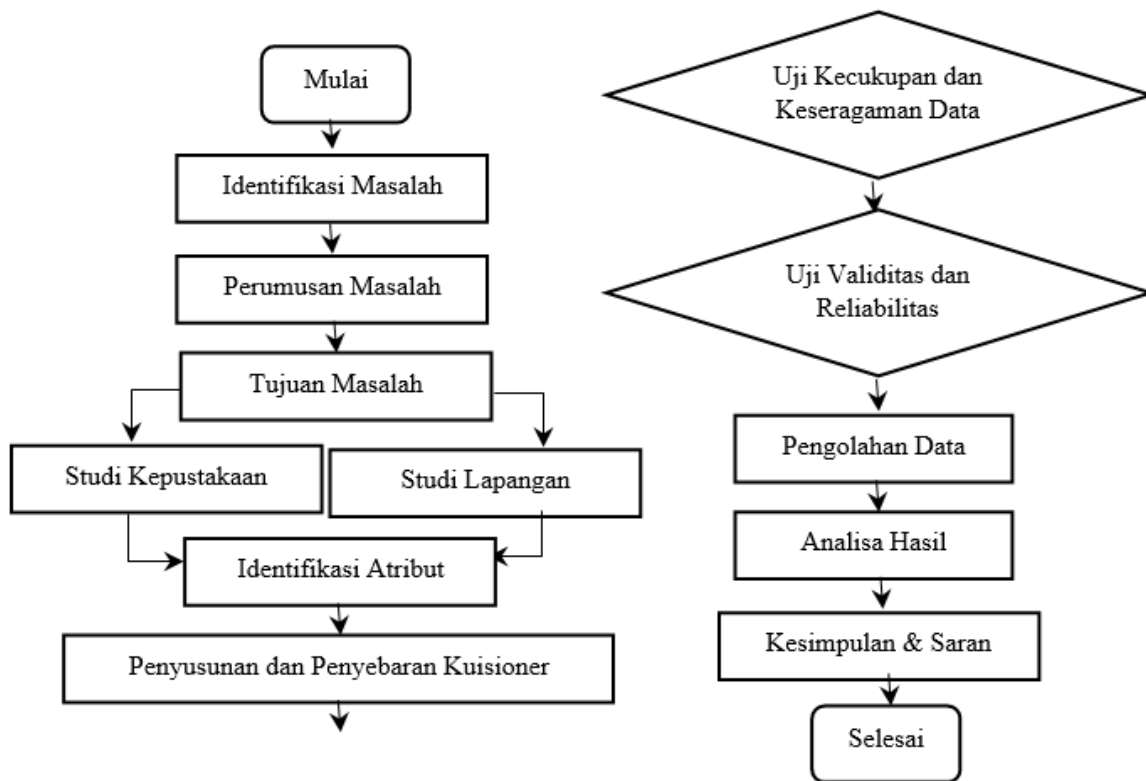 Mulai
Identifikasi Masalah
Perumusan Masalah
Tujuan Masalah
Studi Kepustakaan
Studi Lapangan
Identifikasi Atribut
Penyusunan dan Penyebaran Kuisioner
Uji Kecukupan dan
Keseragaman Data
Uji Validitas dan
Reliabilitas
Pengolahan Data
Analisa Hasil
Kesimpulan & Saran
Selesai